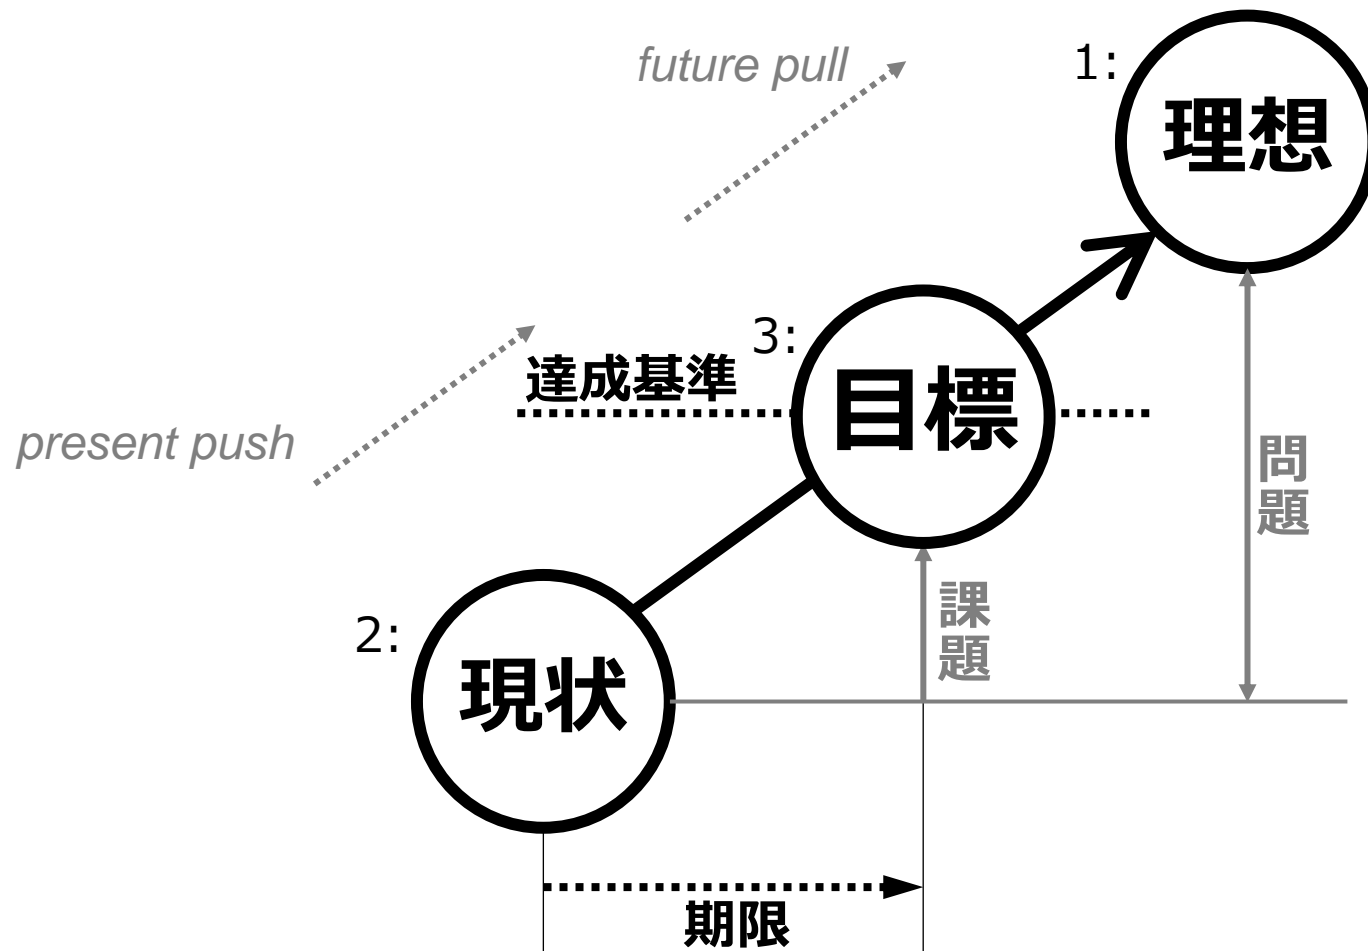 future pull
1:
理想
3:
達成基準
目標
present push
問題
課題
2:
現状
期限